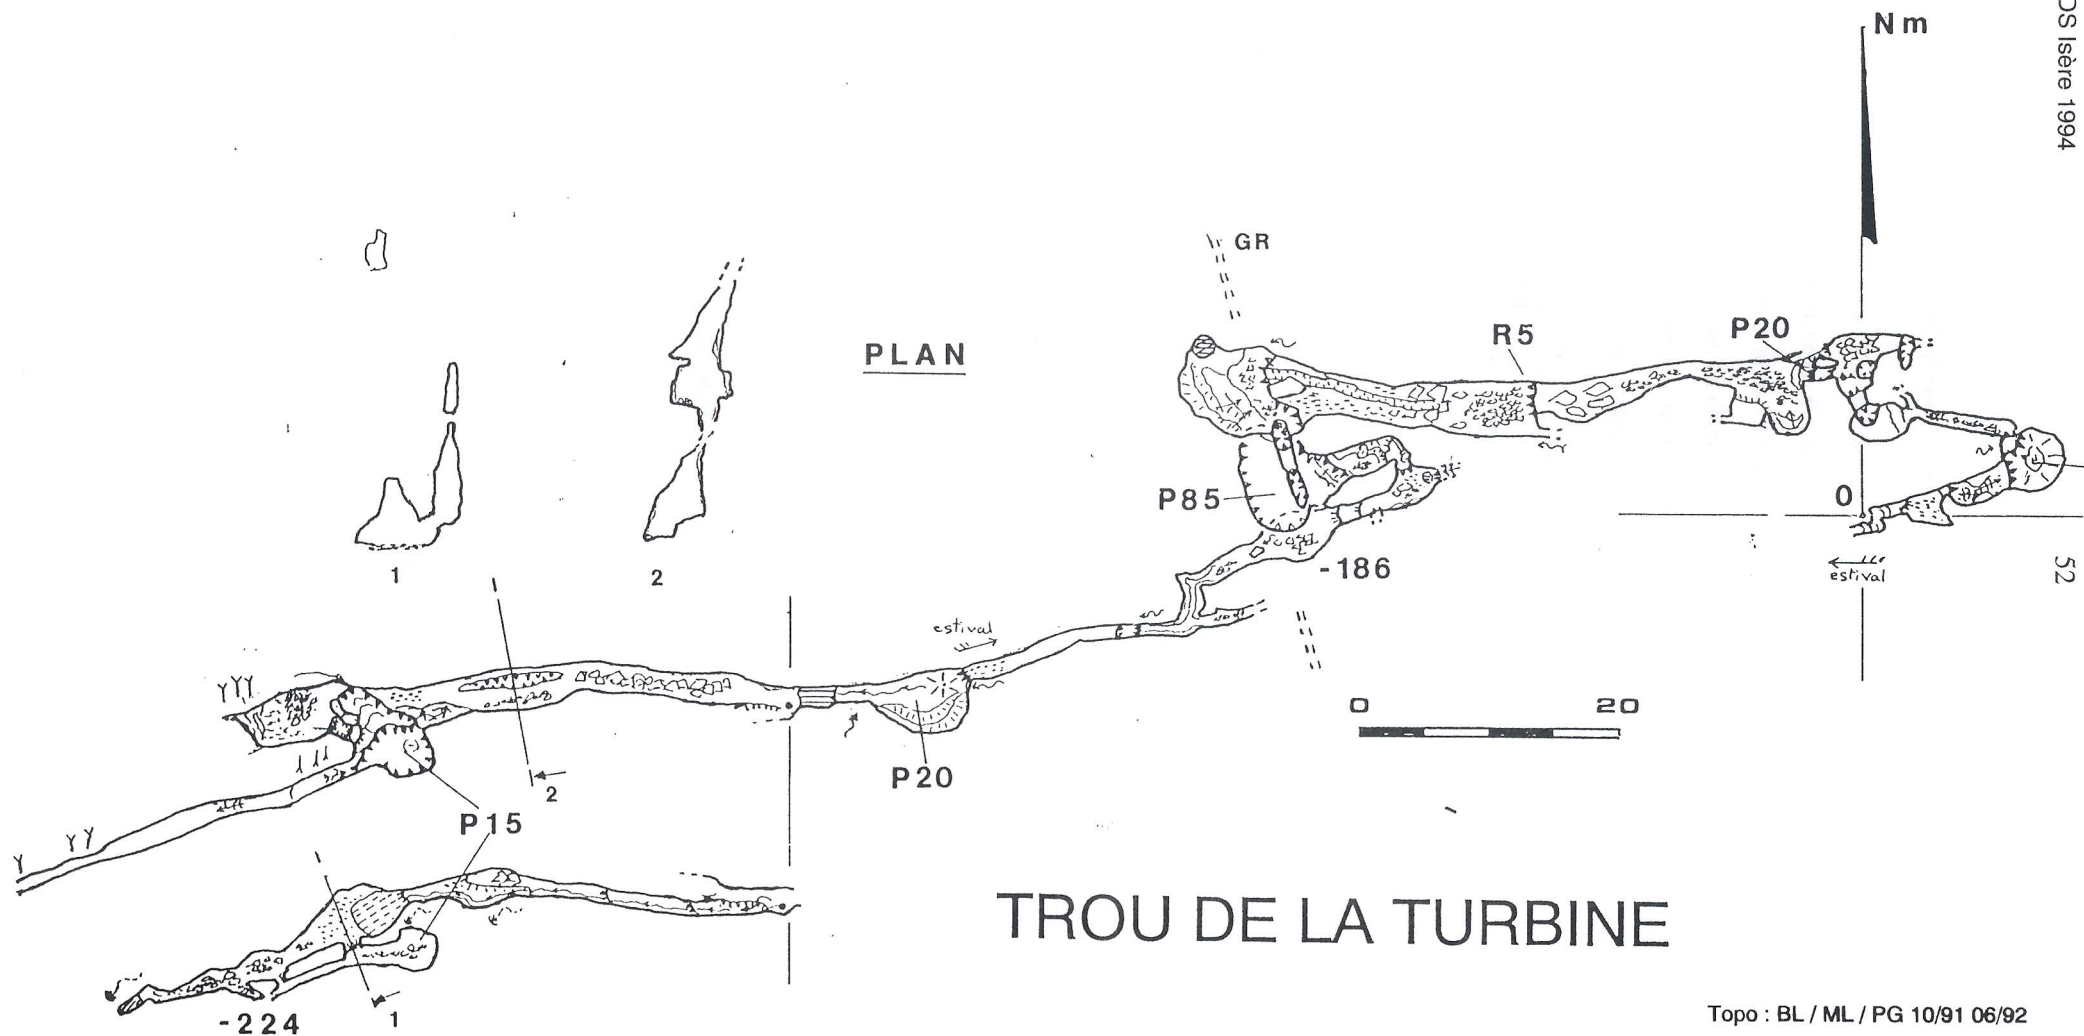 Nm
DS Isère 1994
GR
PLAN
R5
P20
P85
0
-186
estival
52
1
2
estival
0 20
P20
2
P15
TROU DE LA TURBINE
-224
1
Topo : BL / ML / PG 10/91 06/92